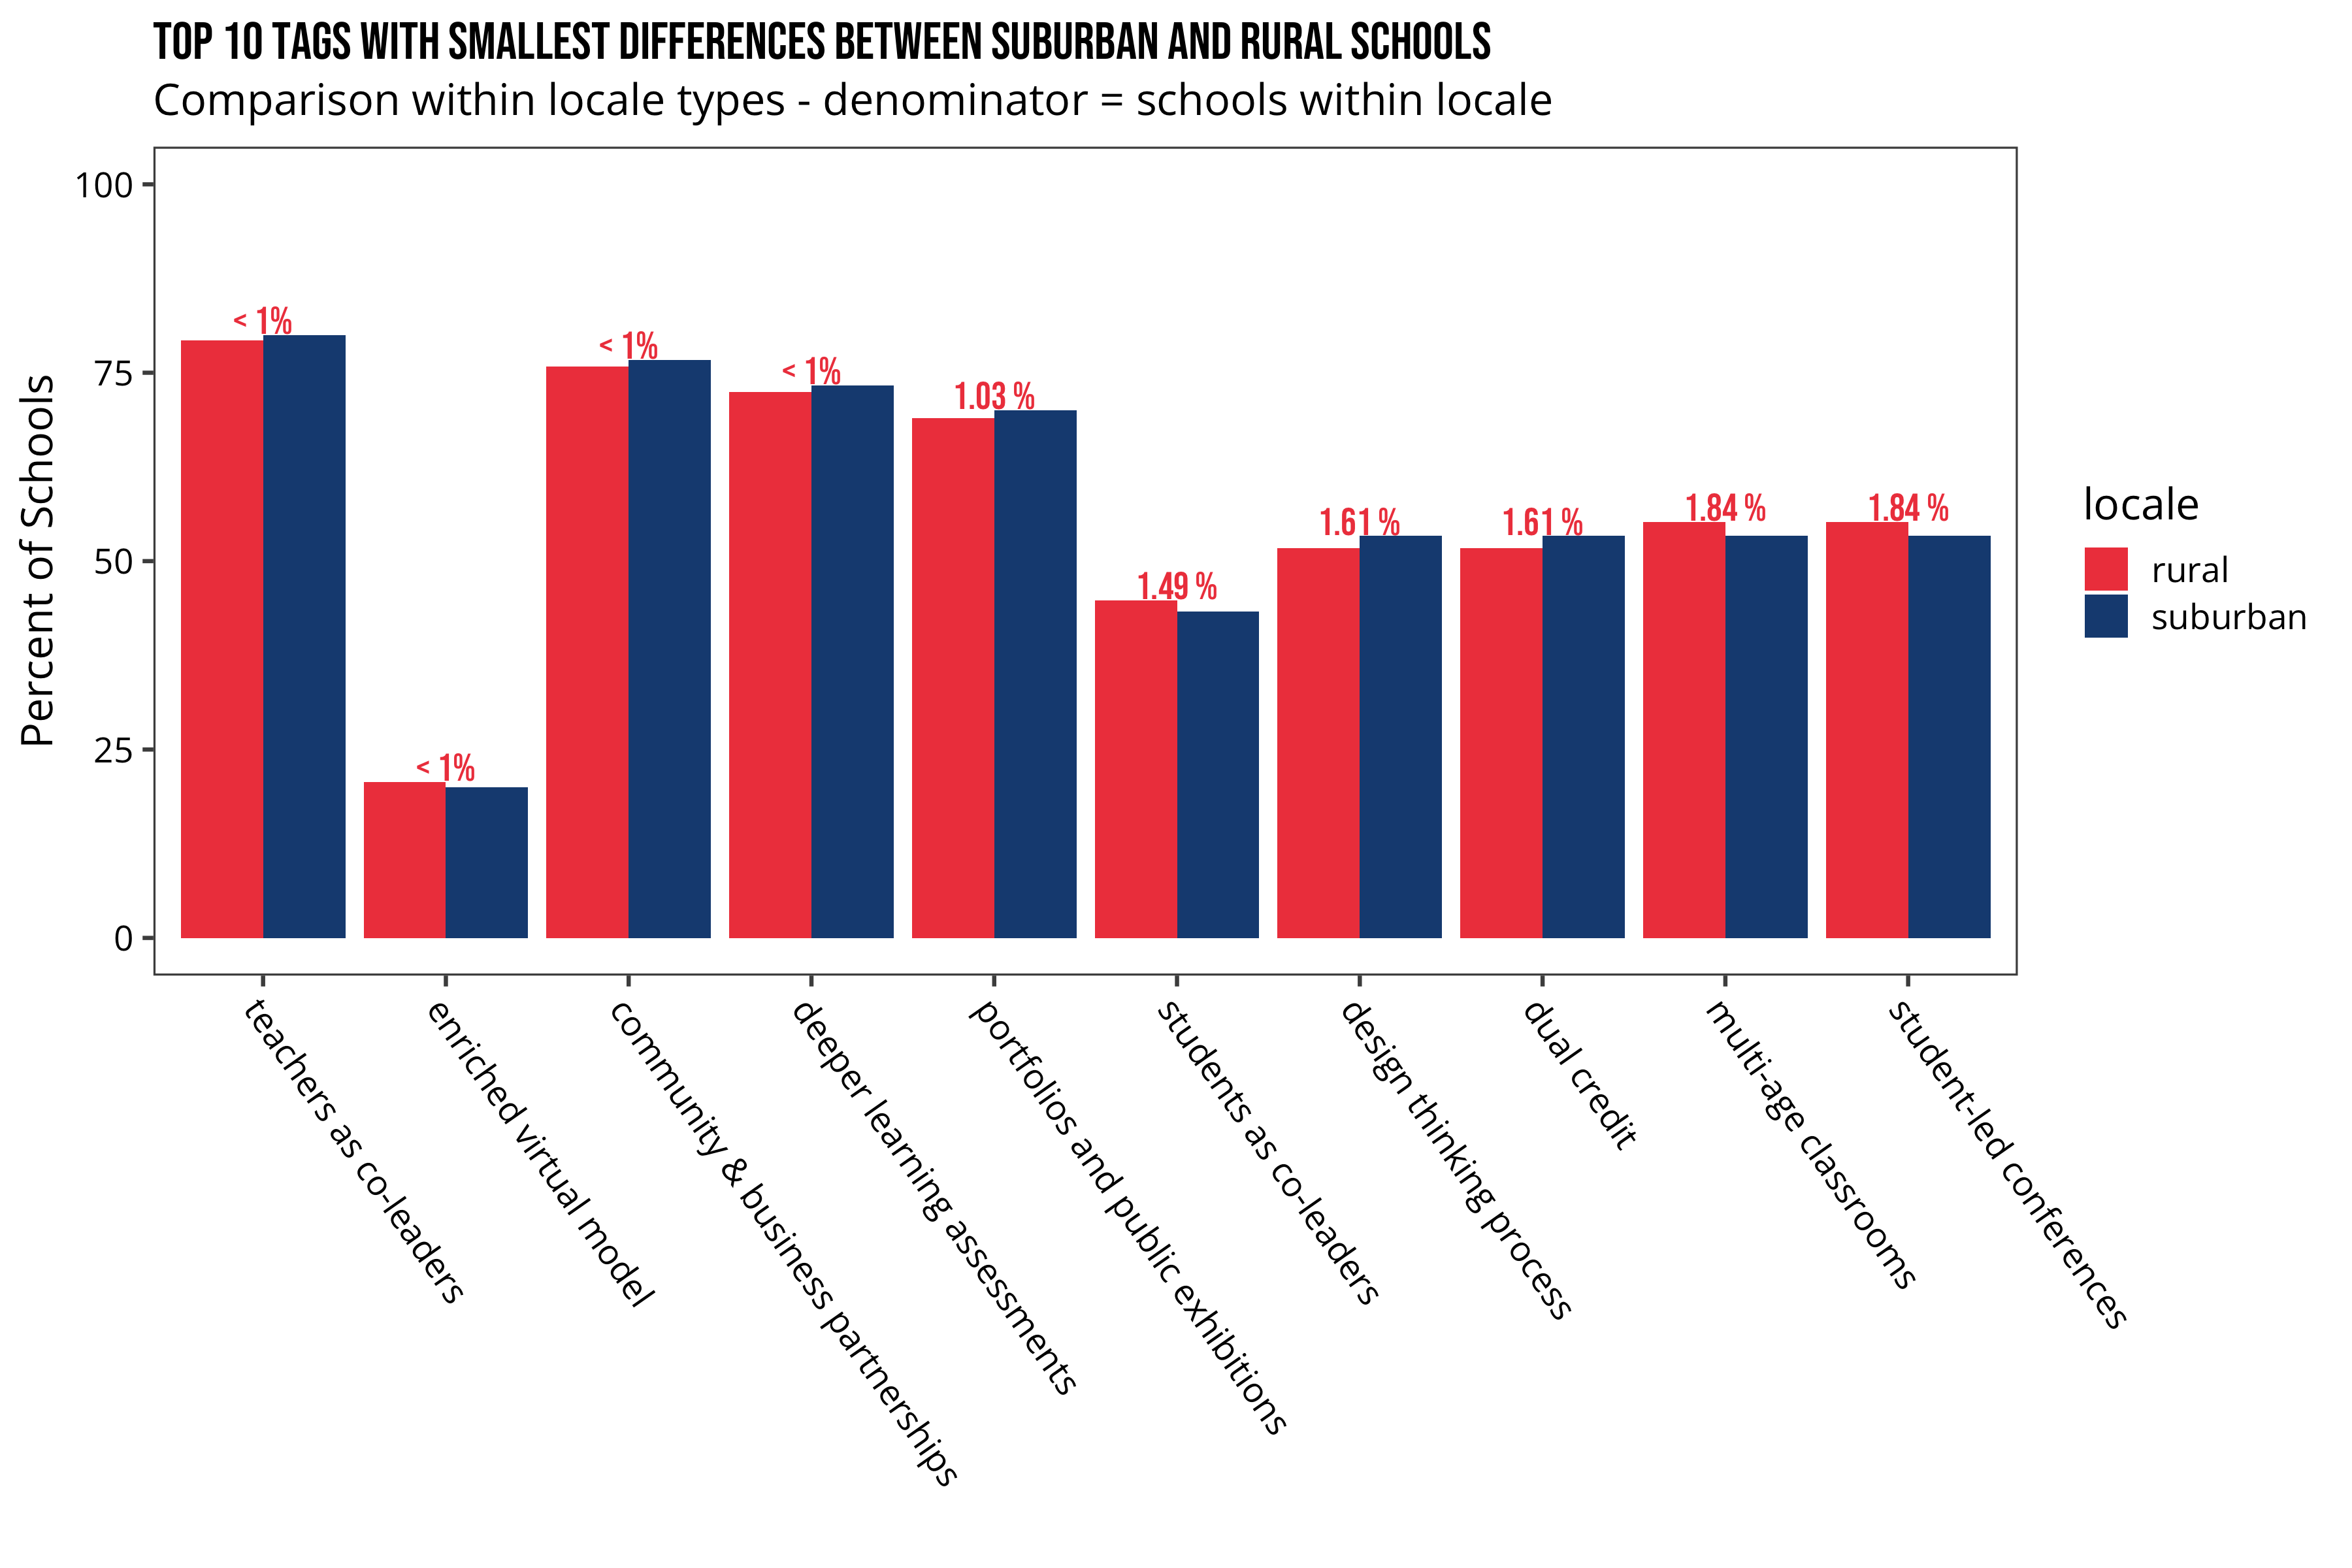 TOP 10 TAGS WITH SMALLEST DIFFERENCES BETWEEN SUBURBAN AND RURAL SCHOOLS
Comparison within locale types - denominator = schools within locale
Percent of Schools
100
75
50
25
0
< 1%
< 1%
< 1%
< 1%
1.03 %
1.49 %
1.61 %
1.61 %
1.84 %
1.84 %
teachers as co-leaders
enriched virtual model
community & business partnerships
deeper learning assessments
portfolios and public exhibitions
students as co-leaders
design thinking process
dual credit
multi-age classrooms
student-led conferences
locale
rural
suburban